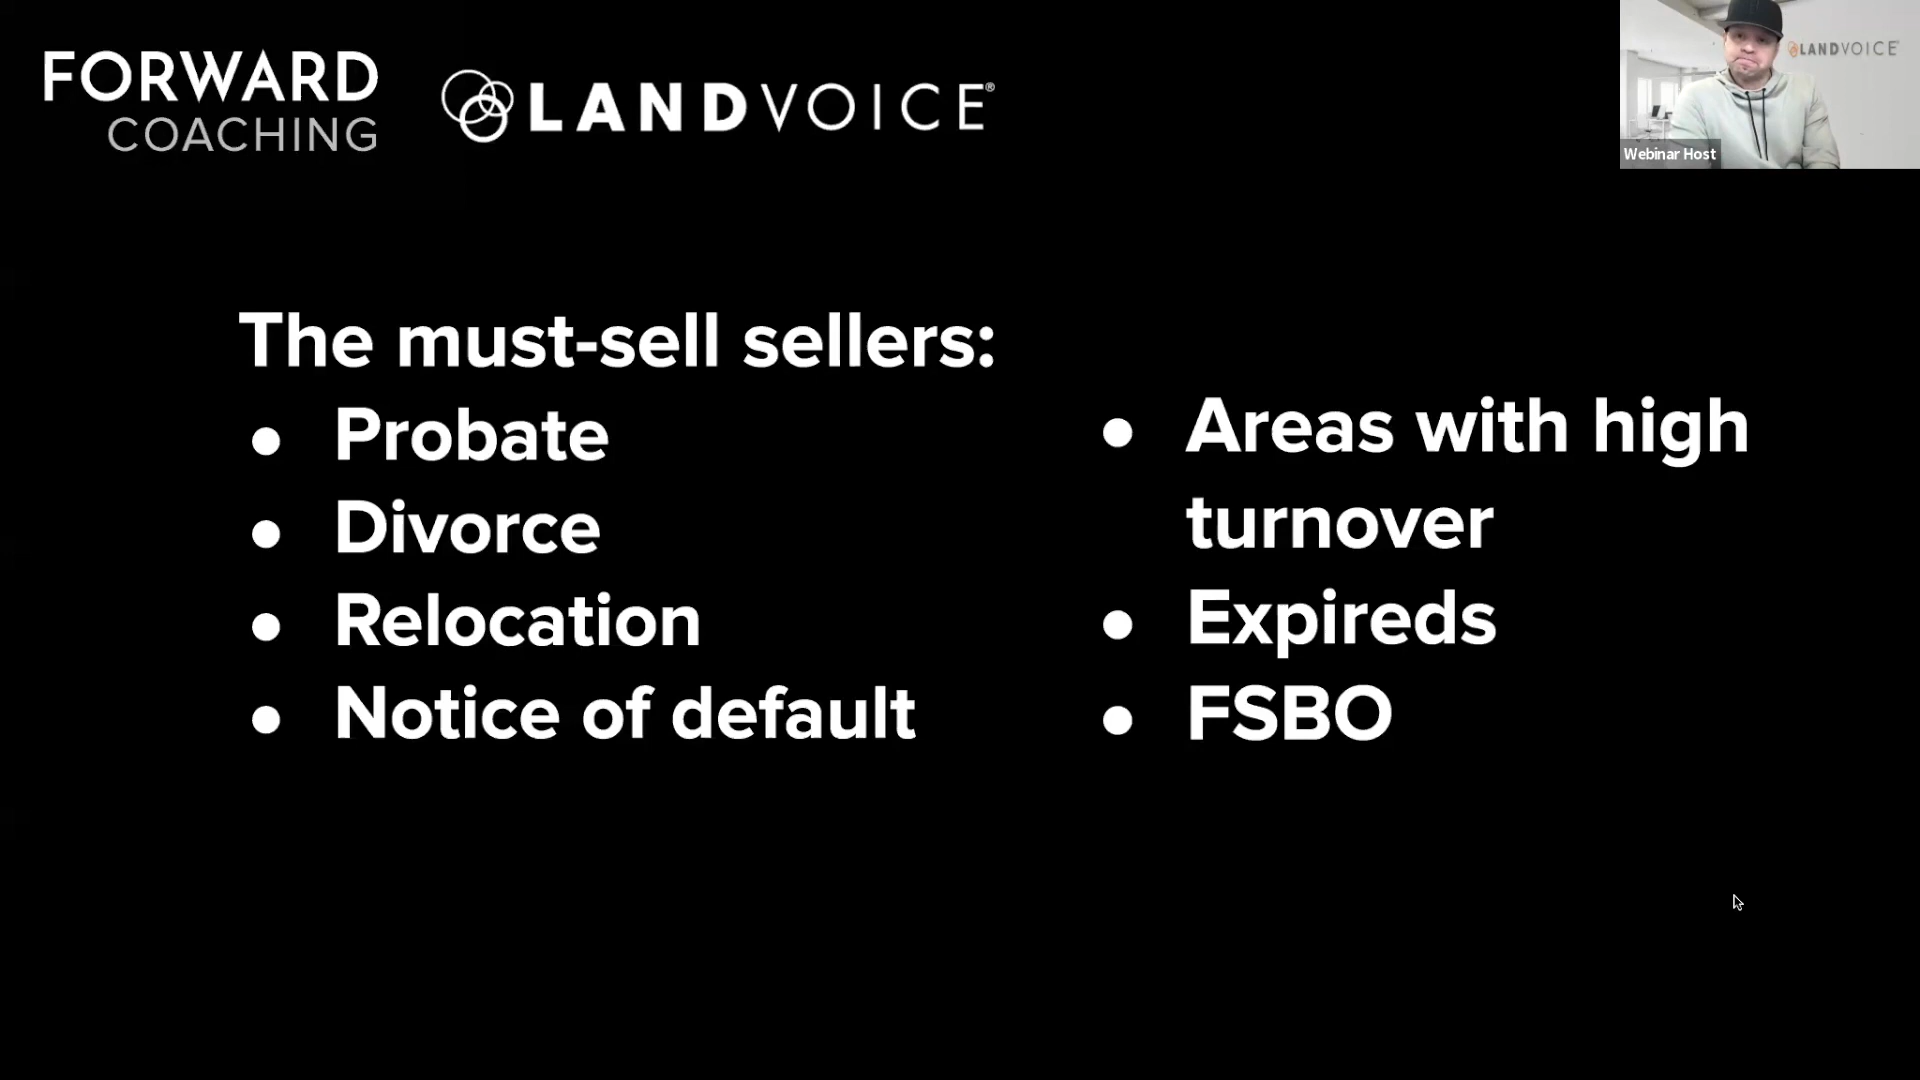 FORWARD
COACHING
LANDVOICE®
LANDVOICE
Webinar Host
The must-sell sellers:
● Probate
● Divorce
● Relocation
● Notice of default
● Areas with high
turnover
● Expireds
● FSBO